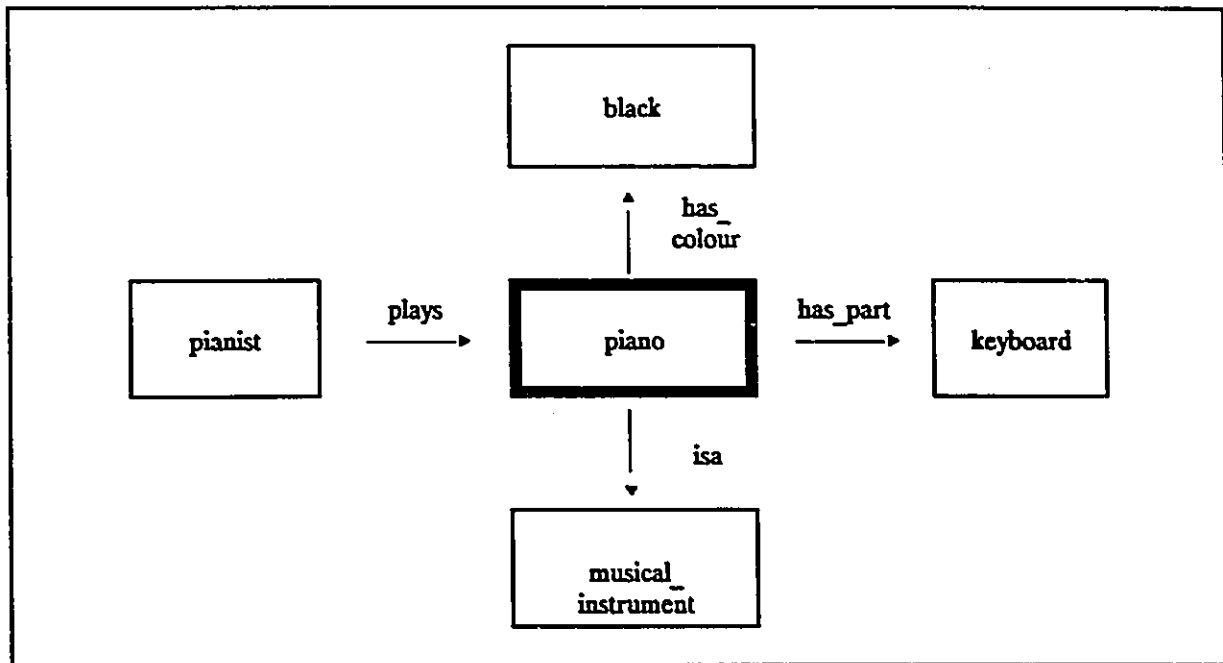 black
has_
colour
pianist
plays
piano
has_part
keyboard
isa
musical_
instrument